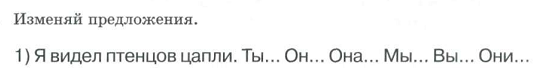 Изменяй предложения.
1) Я видел птенцов цапли. Ты... Он... Она... Мы... Вы... Они...